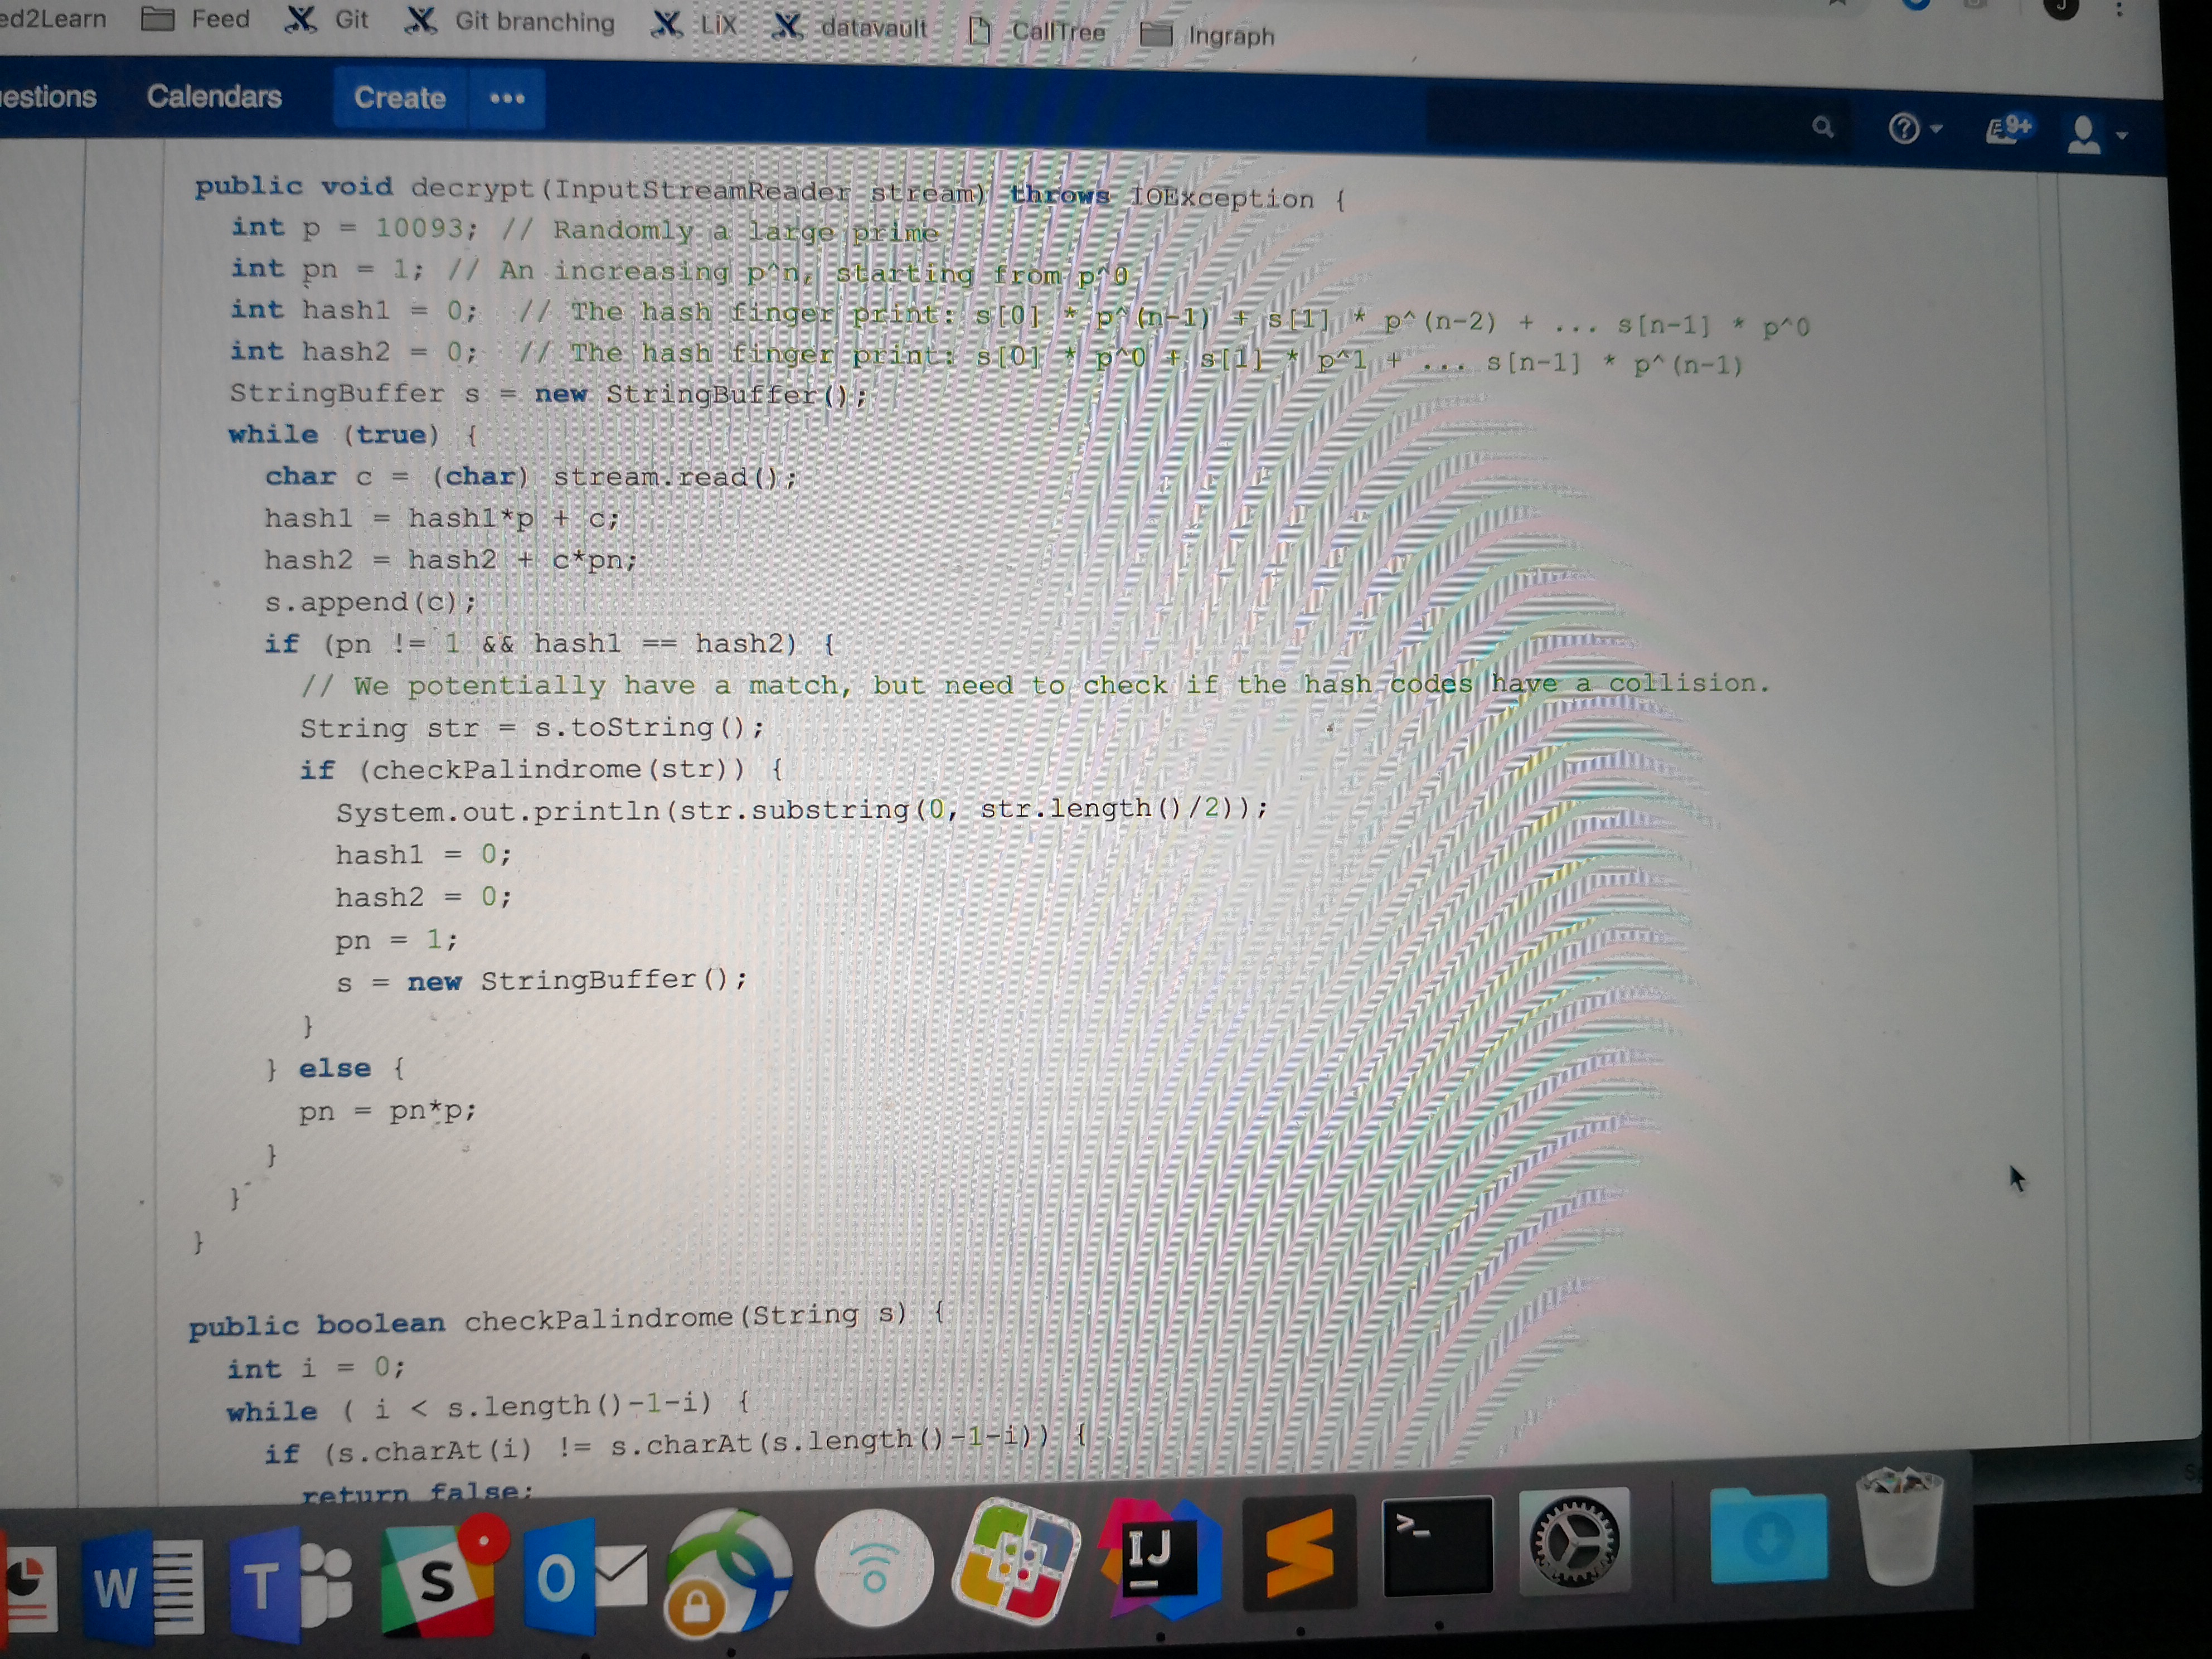 ed2Learn Feed Git Git branching LiX datavault CallTree Ingraph
estions Calendars Create ••• 9+
public void decrypt(InputStreamReader stream) throws IOException {
int p = 10093; // Randomly a large prime
int pn = 1; // An increasing p^n, starting from p^0
int hash1 = 0; // The hash finger print: s[0] * p^(n-1) + s[1] * p^(n-2) + ... s[n-1] * p^0
int hash2 = 0; // The hash finger print: s[0] * p^0 + s[1] * p^1 + ... s[n-1] * p^(n-1)
StringBuffer s = new StringBuffer();
while (true) {
char c = (char) stream.read();
hash1 = hash1*p + c;
hash2 = hash2 + c*pn;
s.append(c);
if (pn != 1 && hash1 == hash2) {
// We potentially have a match, but need to check if the hash codes have a collision.
String str = s.toString();
if (checkPalindrome(str)) {
System.out.println(str.substring(0, str.length()/2));
hash1 = 0;
hash2 = 0;
pn = 1;
s = new StringBuffer();
}
} else {
pn = pn*p;
}
}
}
public boolean checkPalindrome(String s) {
int i = 0;
while ( i < s.length()-1-i) {
if (s.charAt(i) != s.charAt(s.length()-1-i)) {
return false;
W T S O IJ >_